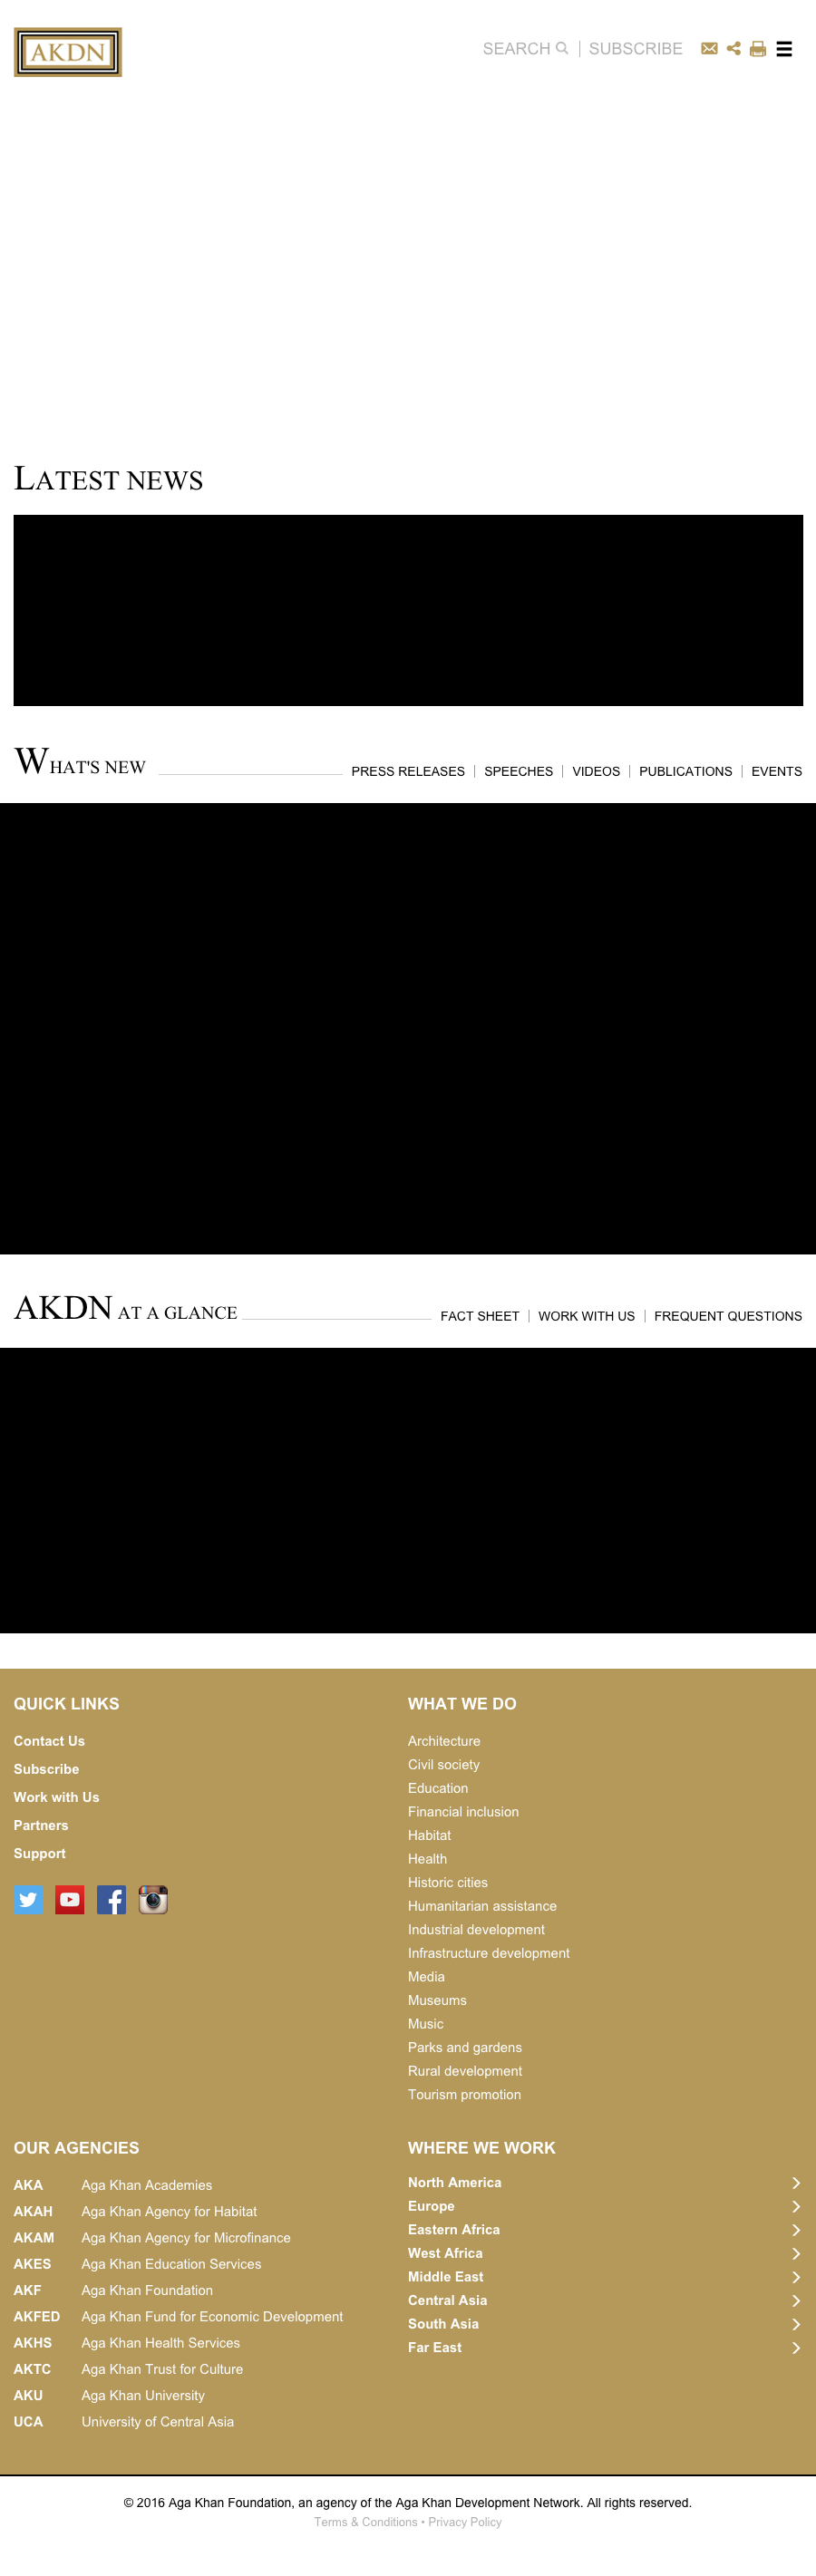 AKDN
SEARCH | SUBSCRIBE
LATEST NEWS
WHAT'S NEW
PRESS RELEASES | SPEECHES | VIDEOS | PUBLICATIONS | EVENTS
AKDN AT A GLANCE
FACT SHEET | WORK WITH US | FREQUENT QUESTIONS
QUICK LINKS
Contact Us
Subscribe
Work with Us
Partners
Support
WHAT WE DO
Architecture
Civil society
Education
Financial inclusion
Habitat
Health
Historic cities
Humanitarian assistance
Industrial development
Infrastructure development
Media
Museums
Music
Parks and gardens
Rural development
Tourism promotion
OUR AGENCIES
AKA Aga Khan Academies
AKAH Aga Khan Agency for Habitat
AKAM Aga Khan Agency for Microfinance
AKES Aga Khan Education Services
AKF Aga Khan Foundation
AKFED Aga Khan Fund for Economic Development
AKHS Aga Khan Health Services
AKTC Aga Khan Trust for Culture
AKU Aga Khan University
UCA University of Central Asia
WHERE WE WORK
North America
Europe
Eastern Africa
West Africa
Middle East
Central Asia
South Asia
Far East
© 2016 Aga Khan Foundation, an agency of the Aga Khan Development Network. All rights reserved.
Terms & Conditions • Privacy Policy